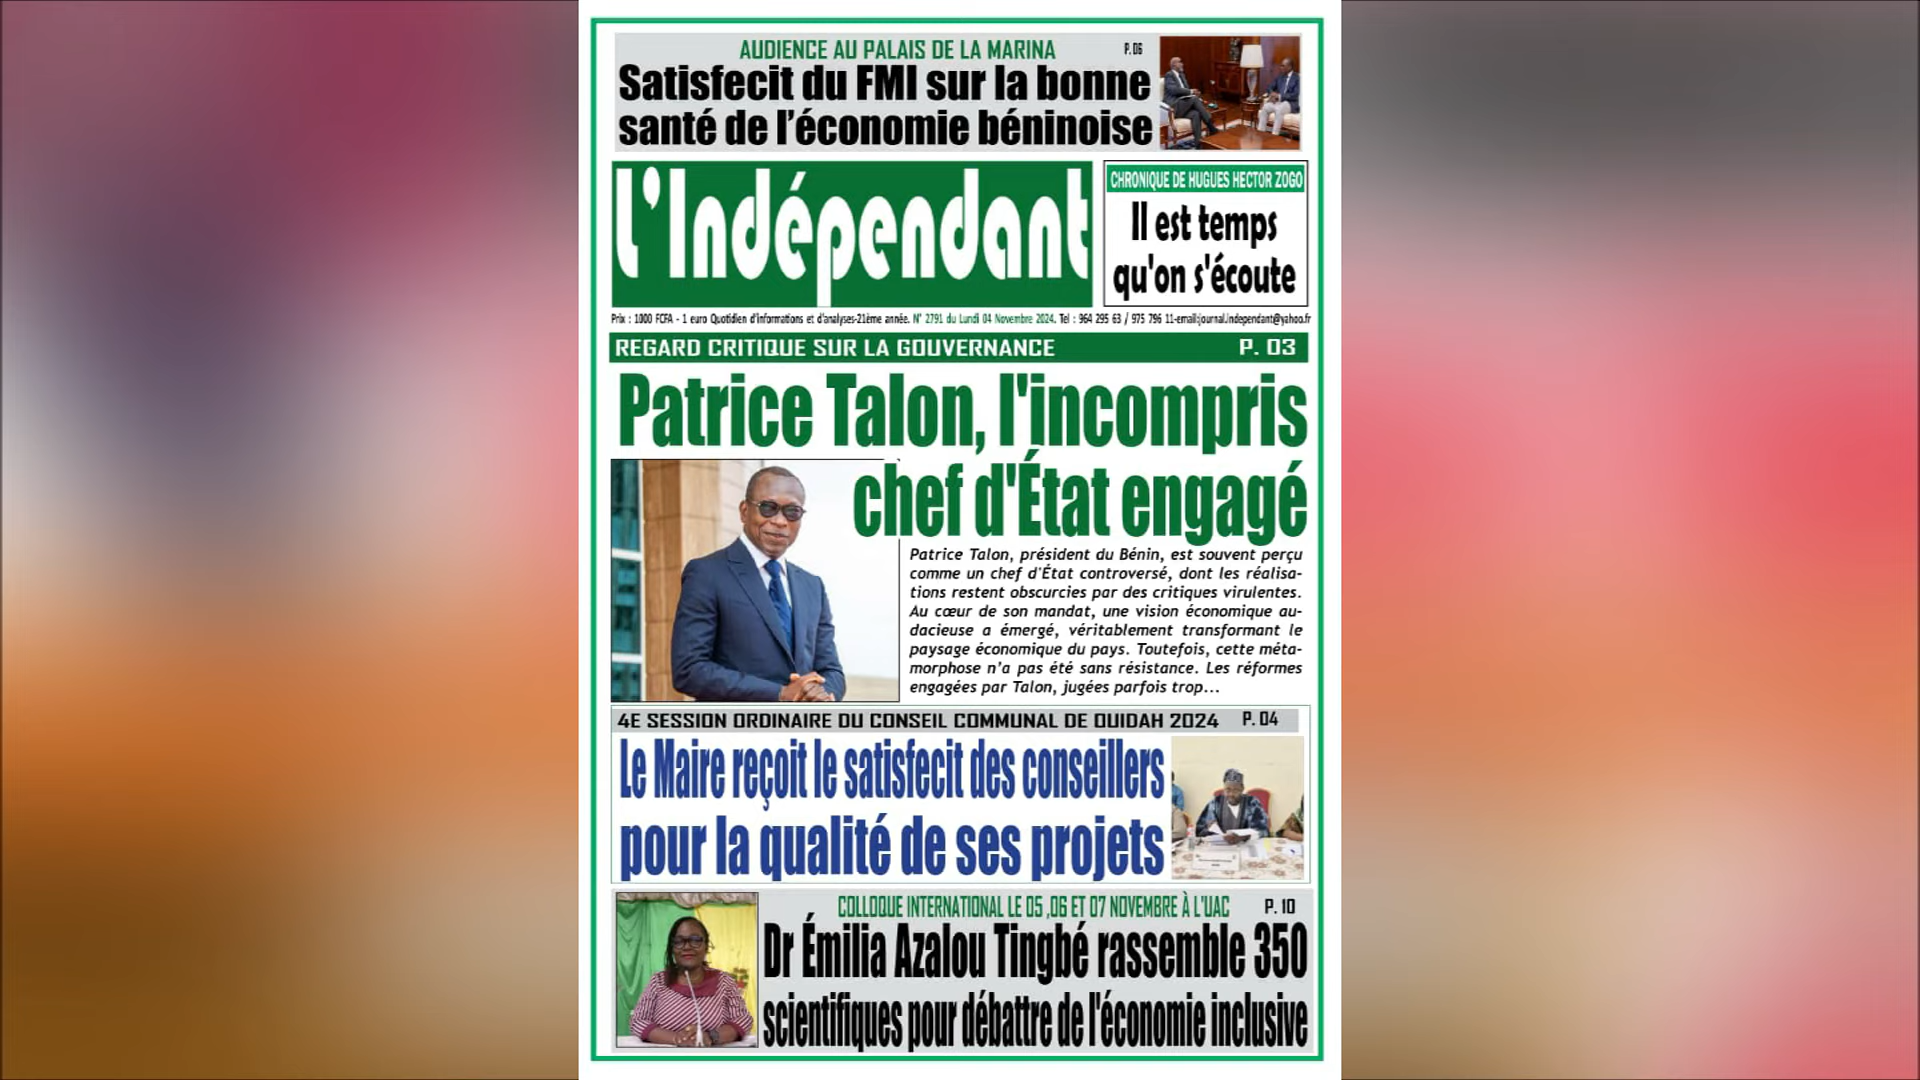 AUDIENCE AU PALAIS DE LA MARINA
P. 06
Satisfecit du FMI sur la bonne
santé de l'économie béninoise
L'Indépendant
CHRONIQUE DE HUGUES HECTOR ZOGO
Il est temps
qu'on s'écoute
Prix : 1000 FCFA - 1 euro Quotidien d'informations et d'analyses-21ème année. N° 2791 du Lundi 04 Novembre 2024. Tel : 964 295 63 / 975 796 11-email:journal.independant@yahoo.fr
REGARD CRITIQUE SUR LA GOUVERNANCE P. 03
Patrice Talon, l'incompris
chef d'État engagé
Patrice Talon, président du Bénin, est souvent perçu
comme un chef d'État controversé, dont les réalisa-
tions restent obscurcies par des critiques virulentes.
Au cœur de son mandat, une vision économique au-
dacieuse a émergé, véritablement transformant le
paysage économique du pays. Toutefois, cette méta-
morphose n'a pas été sans résistance. Les réformes
engagées par Talon, jugées parfois trop...
4E SESSION ORDINAIRE DU CONSEIL COMMUNAL DE OUIDAH 2024 P. 04
Le Maire reçoit le satisfecit des conseillers
pour la qualité de ses projets
COLLOQUE INTERNATIONAL LE 05 ,06 ET 07 NOVEMBRE À L'UAC P. 10
Dr Émilia Azalou Tingbé rassemble 350
scientifiques pour débattre de l'économie inclusive